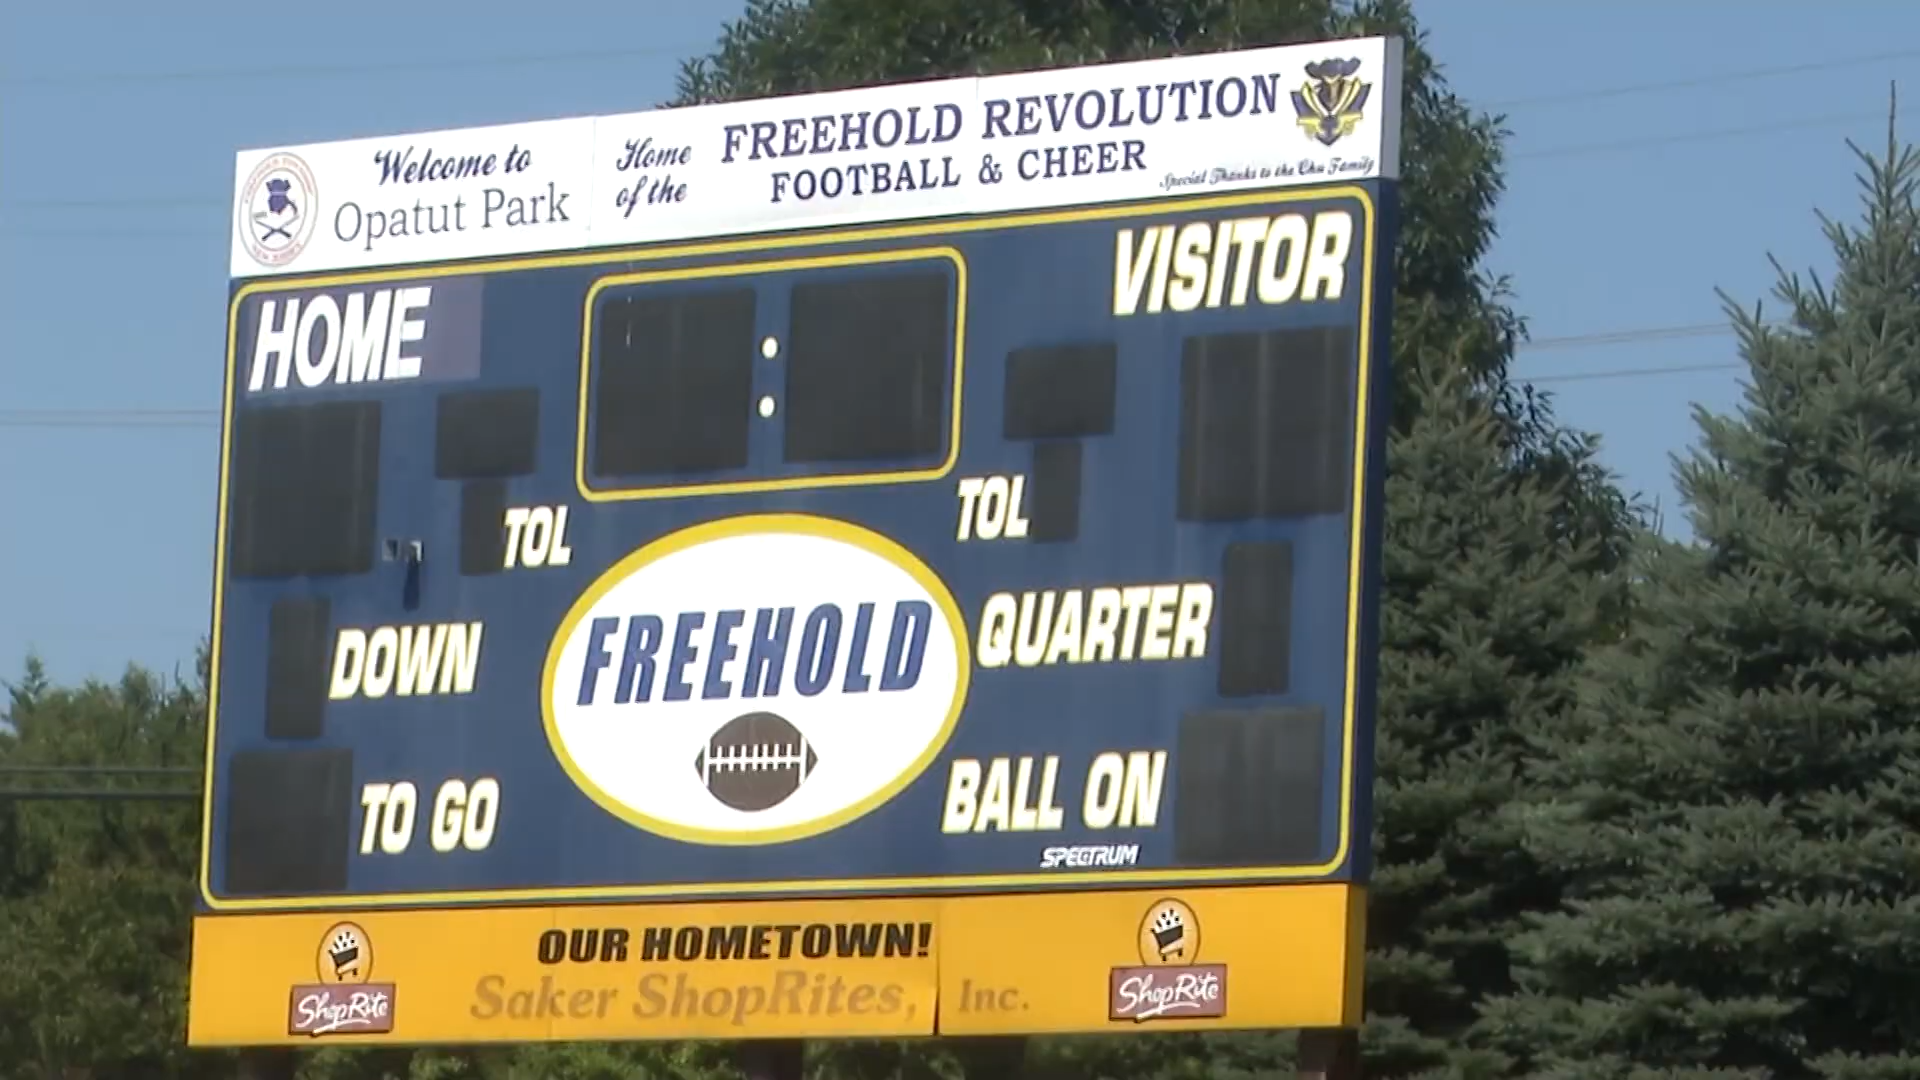 Welcome to
Opatut Park
Home
of the
FREEHOLD REVOLUTION
FOOTBALL & CHEER
Special Thanks to the Chu Family
HOME
:
VISITOR
TOL
TOL
DOWN
FREEHOLD
QUARTER
TO GO
BALL ON
SPECTRUM
OUR HOMETOWN!
Saker ShopRites, Inc.
ShopRite
ShopRite